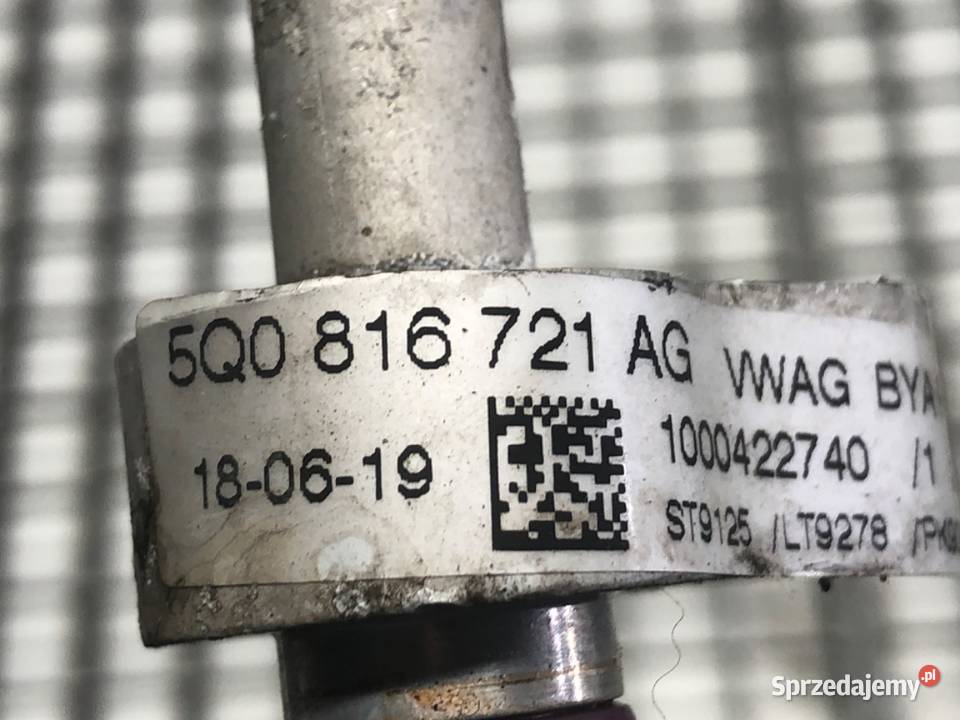 5Q0 816 721 AG VWAG BYA
18-06-19
1000422740 /1
ST9125 /LT9278
Sprzedajemy.pl